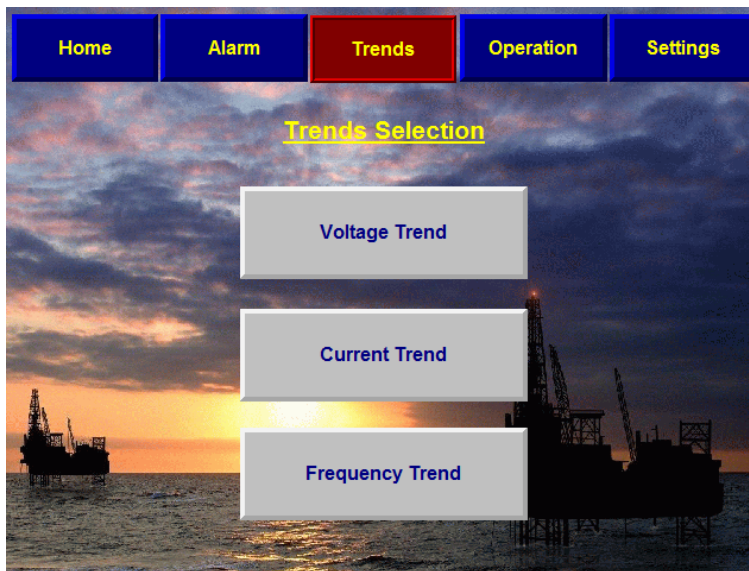 Home Alarm Trends Operation Settings
Trends Selection
Voltage Trend
Current Trend
Frequency Trend